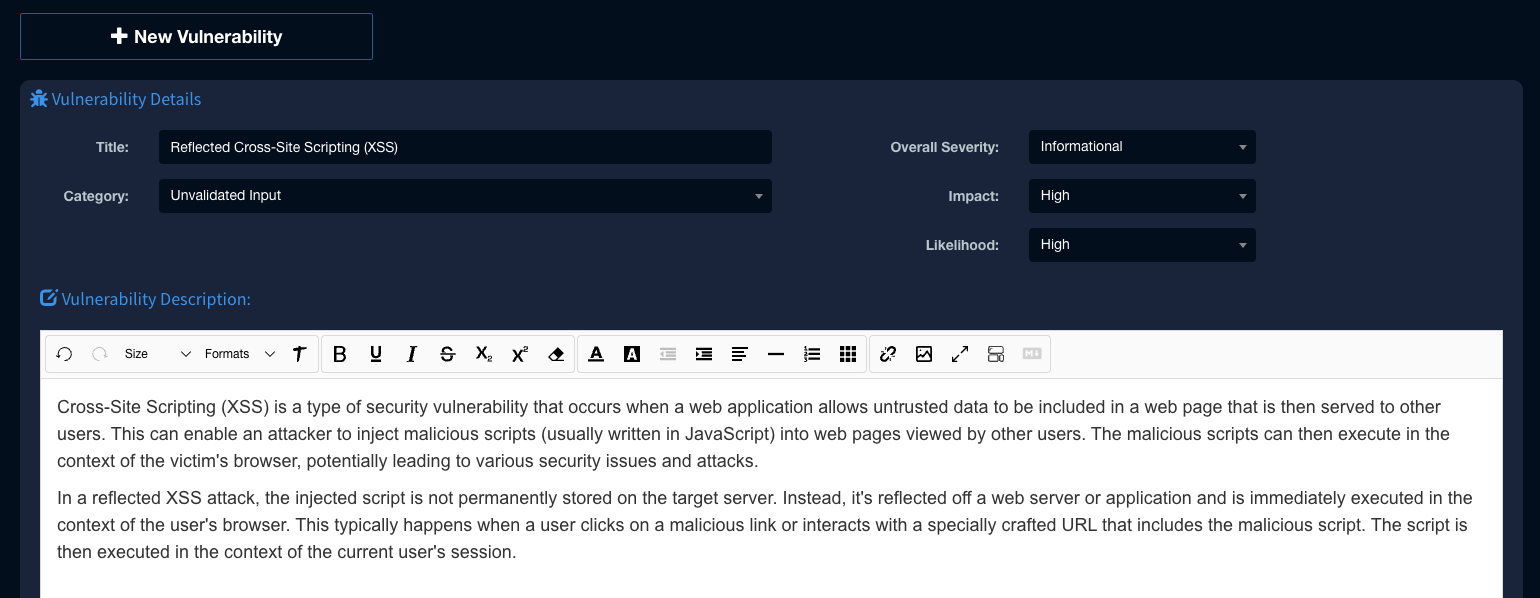 New Vulnerability
Vulnerability Details
Title:
Reflected Cross-Site Scripting (XSS)
Overall Severity:
Informational
Category:
Unvalidated Input
Impact:
High
Likelihood:
High
Vulnerability Description:
Size
Formats
B U I S X₂ X² A A
Cross-Site Scripting (XSS) is a type of security vulnerability that occurs when a web application allows untrusted data to be included in a web page that is then served to other
users. This can enable an attacker to inject malicious scripts (usually written in JavaScript) into web pages viewed by other users. The malicious scripts can then execute in the
context of the victim's browser, potentially leading to various security issues and attacks.
In a reflected XSS attack, the injected script is not permanently stored on the target server. Instead, it's reflected off a web server or application and is immediately executed in the
context of the user's browser. This typically happens when a user clicks on a malicious link or interacts with a specially crafted URL that includes the malicious script. The script is
then executed in the context of the current user's session.